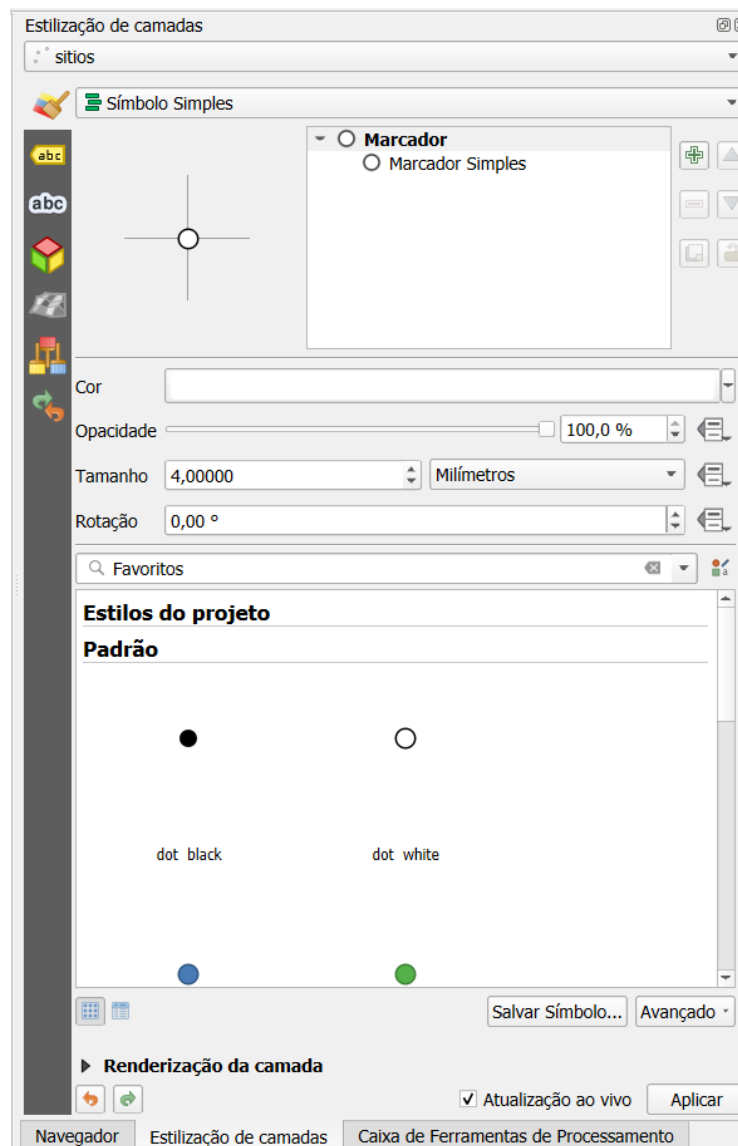 Estilização de camadas
sitios
Símbolo Simples
abc
abc
Marcador
Marcador Simples
Cor
Opacidade
100,0 %
Tamanho
4,00000
Milímetros
Rotação
0,00 °
Favoritos
Estilos do projeto
Padrão
dot black
dot white
Salvar Símbolo...
Avançado
Renderização da camada
Atualização ao vivo
Aplicar
Navegador
Estilização de camadas
Caixa de Ferramentas de Processamento